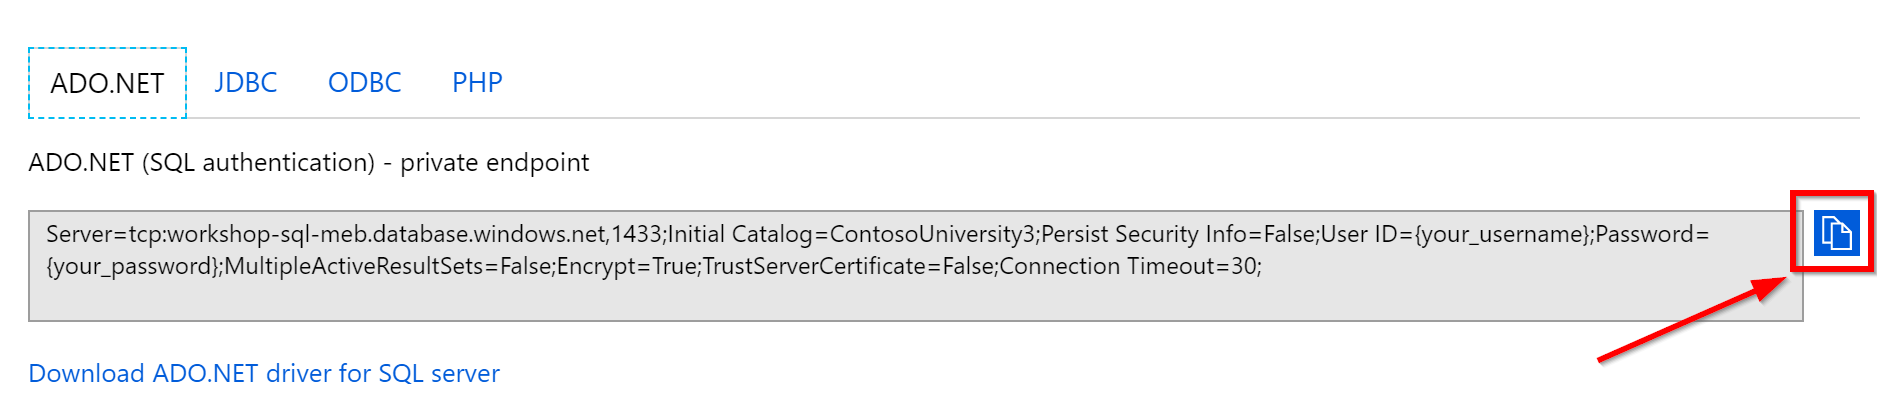 ADO.NET JDBC ODBC PHP
ADO.NET (SQL authentication) - private endpoint
Server=tcp:workshop-sql-meb.database.windows.net,1433;Initial Catalog=ContosoUniversity3;Persist Security Info=False;User ID={your_username};Password=
{your_password};MultipleActiveResultSets=False;Encrypt=True;TrustServerCertificate=False;Connection Timeout=30;
Download ADO.NET driver for SQL server